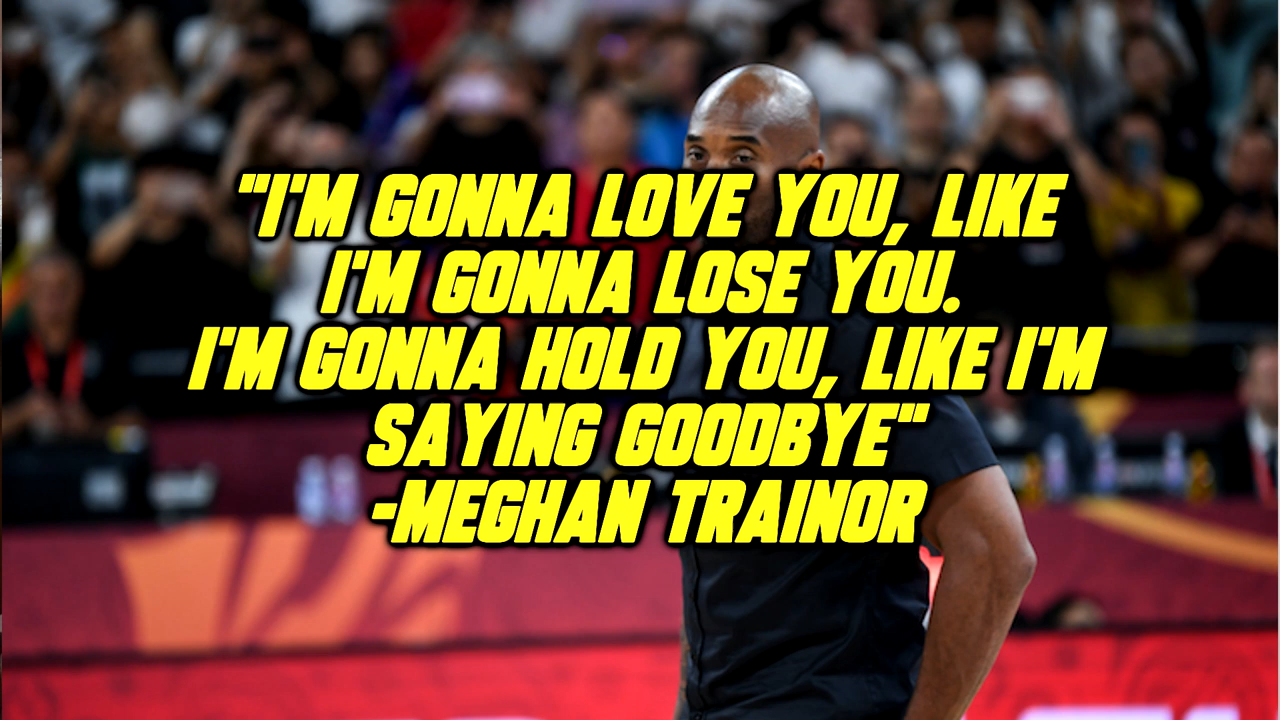 "I'M GONNA LOVE YOU, LIKE
I'M GONNA LOSE YOU.
I'M GONNA HOLD YOU, LIKE I'M
SAYING GOODBYE"
-MEGHAN TRAINOR